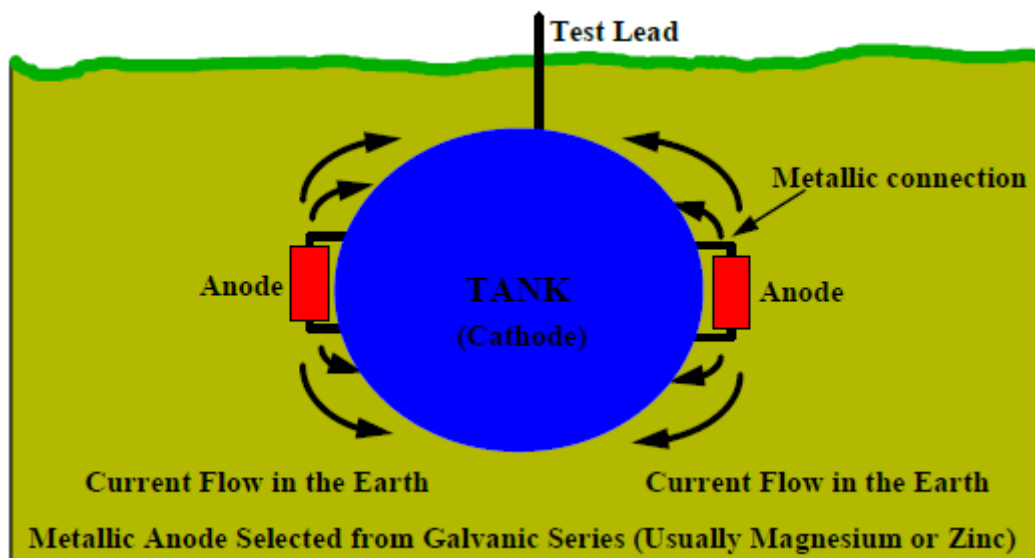 Test Lead
Metallic connection
Anode
TANK
(Cathode)
Anode
Current Flow in the Earth
Current Flow in the Earth
Metallic Anode Selected from Galvanic Series (Usually Magnesium or Zinc)